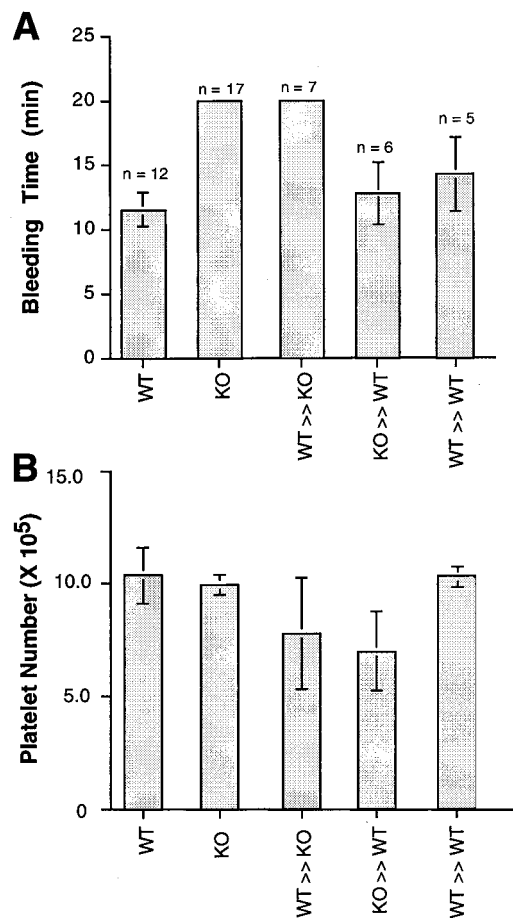 A
Bleeding Time (min)
25
20
15
10
5
0
n = 12
n = 17
n = 7
n = 6
n = 5
WT
KO
WT >> KO
KO >> WT
WT >> WT
B
Platelet Number (X 10⁵)
15.0
10.0
5.0
0
WT
KO
WT >> KO
KO >> WT
WT >> WT